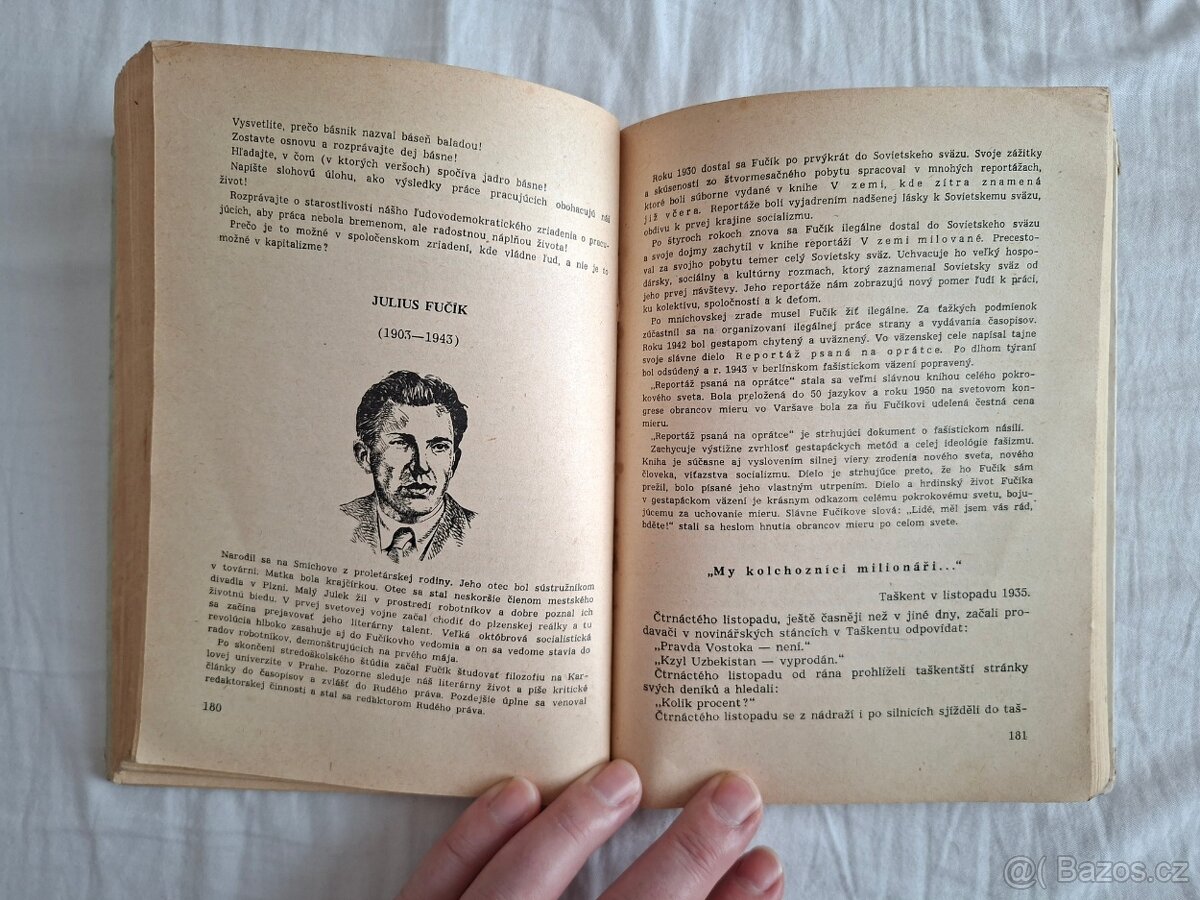 Vysvetlite, prečo básnik nazval báseň baladou!
Zostavte osnovu a rozprávajte dej básne!
Hľadajte, v čom (v ktorých veršoch) spočíva jadro básne!
Napíšte slohovú úlohu, ako výsledky práce pracujúcich obohacujú náš
život!
Rozprávajte o starostlivosti nášho ľudovodemokratického zriadenia o pracu-
júcich, aby práca nebola bremenom, ale radostnou náplňou života!
Prečo je to možné v spoločenskom zriadení, kde vládne ľud, a nie je to
možné v kapitalizme?
JULIUS FUČÍK
(1903—1943)
Narodil sa na Smíchove z proletárskej rodiny. Jeho otec bol sústružníkom
v továrni. Matka bola krajčírkou. Otec sa stal neskoršie členom mestského
divadla v Plzni. Malý Julek žil v prostredí robotníkov a dobre poznal ich
životnú biedu. V prvej svetovej vojne začal chodiť do plzenskej reálky a tu
sa začína prejavovať jeho literárny talent. Veľká októbrová socialistická
revolúcia hlboko zasahuje aj do Fučíkovho vedomia a on sa vedome stavia do
radov robotníkov, demonštrujúcich na prvého mája.
Po skončení stredoškolského štúdia začal Fučík študovať filozofiu na Kar-
lovej univerzite v Prahe. Pozorne sleduje náš literárny život a píše kritické
články do časopisov a zvlášť do Rudého práva. Pozdejšie úplne sa venoval
redaktorskej činnosti a stal sa redaktorom Rudého práva.
180
Roku 1930 dostal sa Fučík po prvýkrát do Sovietskeho sväzu. Svoje zážitky
a skúsenosti zo štvormesačného pobytu spracoval v mnohých reportážach,
ktoré boli súborne vydané v knihe V zemi, kde zítra znamená
již včera. Reportáže boli vyjadrením nadšenej lásky k Sovietskemu sväzu,
obdivu k prvej krajine socializmu.
Po štyroch rokoch znova sa Fučík ilegálne dostal do Sovietskeho sväzu
a svoje dojmy zachytil v knihe reportáží V zemi milované. Precesto-
val za svojho pobytu temer celý Sovietsky sväz. Uchvacuje ho veľký hospo-
dársky, sociálny a kultúrny rozmach, ktorý zaznamenal Sovietsky sväz od
jeho prvej návštevy. Jeho reportáže nám zobrazujú nový pomer ľudí k práci,
ku kolektívu, spoločnosti a k deťom.
Po mníchovskej zrade musel Fučík žiť ilegálne. Za ťažkých podmienok
zúčastnil sa na organizovaní ilegálnej práce strany a vydávania časopisov.
Roku 1942 bol gestapom chytený a uväznený. Vo väzenskej cele napísal tajne
svoje slávne dielo Reportáž psaná na oprátce. Po dlhom týraní
bol odsúdený a r. 1943 v berlínskom fašistickom väzení popravený.
„Reportáž psaná na oprátce“ stala sa veľmi slávnou knihou celého pokro-
kového sveta. Bola preložená do 50 jazykov a roku 1950 na svetovom kon-
grese obrancov mieru vo Varšave bola za ňu Fučíkovi udelená čestná cena
mieru.
„Reportáž psaná na oprátce“ je strhujúci dokument o fašistickom násilí.
Zachycuje výstižne zvrhlosť gestapáckych metód a celej ideológie fašizmu.
Kniha je súčasne aj vyslovením silnej viery zrodenia nového sveta, nového
človeka, víťazstva socializmu. Dielo je strhujúce preto, že ho Fučík sám
prežil, bolo písané jeho vlastným utrpením. Dielo a hrdinský život Fučíka
v gestapáckom väzení je krásnym odkazom celému pokrokovému svetu, boju-
júcemu za uchovanie mieru. Slávne Fučíkove slová: „Lidé, měl jsem vás rád,
bděte!“ stali sa heslom hnutia obrancov mieru po celom svete.
„My kolchozníci milionáři...“
Taškent v listopadu 1935.
Čtrnáctého listopadu, ještě časněji než v jiné dny, začali pro-
davači v novinářských stáncích v Taškentu odpovídat:
„Pravda Vostoka — není.“
„Kzyl Uzbekistan — vyprodán.“
Čtrnáctého listopadu od rána prohlíželi taškentští stránky
svých deníků a hledali:
„Kolik procent?“
Čtrnáctého listopadu se z nádraží i po silnicích sjížděli do taš-
181
@( Bazos.cz